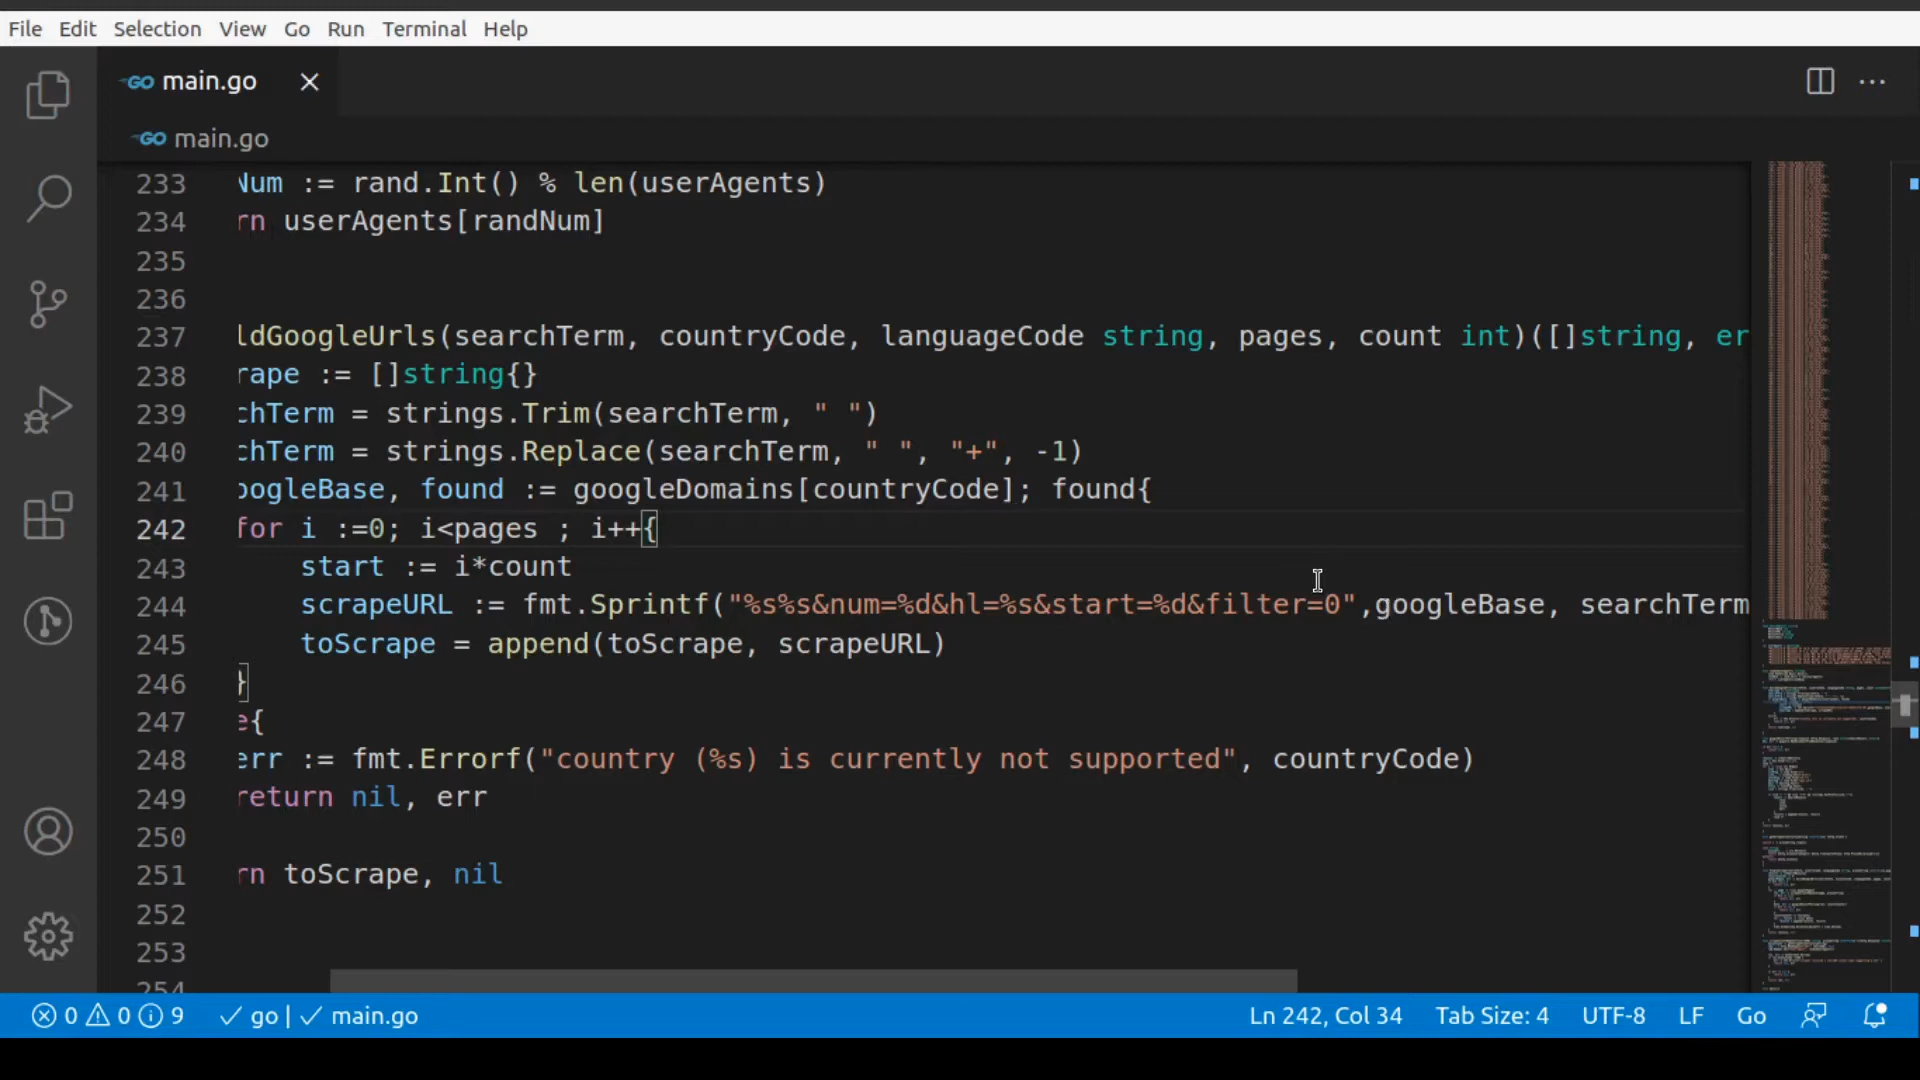 File Edit Selection View Go Run Terminal Help
GO main.go
GO main.go
233 Num := rand.Int() % len(userAgents)
234 rn userAgents[randNum]
235
236
237 ldGoogleUrls(searchTerm, countryCode, languageCode string, pages, count int)([]string, er
238 rape := []string{}
239 chTerm = strings.Trim(searchTerm, " ")
240 chTerm = strings.Replace(searchTerm, " ", "+", -1)
241 oogleBase, found := googleDomains[countryCode]; found{
242 for i :=0; i<pages ; i++{
243 start := i*count
244 scrapeURL := fmt.Sprintf("%s%s&num=%d&hl=%s&start=%d&filter=0",googleBase, searchTerm
245 toScrape = append(toScrape, scrapeURL)
246 }
247 e{
248 err := fmt.Errorf("country (%s) is currently not supported", countryCode)
249 return nil, err
250
251 rn toScrape, nil
252
253
254
0 0 9 go | main.go Ln 242, Col 34 Tab Size: 4 UTF-8 LF Go